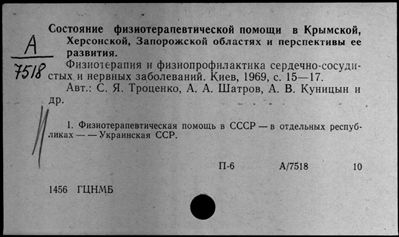 Состояние физиотерапевтической помощи в Крымской,
Херсонской, Запорожской областях и перспективы ее
развития.
А
7518
Физиотерапия и физиопрофилактика сердечно-сосуди-
стых и нервных заболеваний. Киев, 1969, с. 15—17.
Авт.: С. Я. Троценко, А. А. Шатров, А. В. Куницын и
др.
1. Физиотерапевтическая помощь в СССР — в отдельных респуб-
ликах — — Украинская ССР.
П-6 А/7518 10
1456 ГЦНМБ